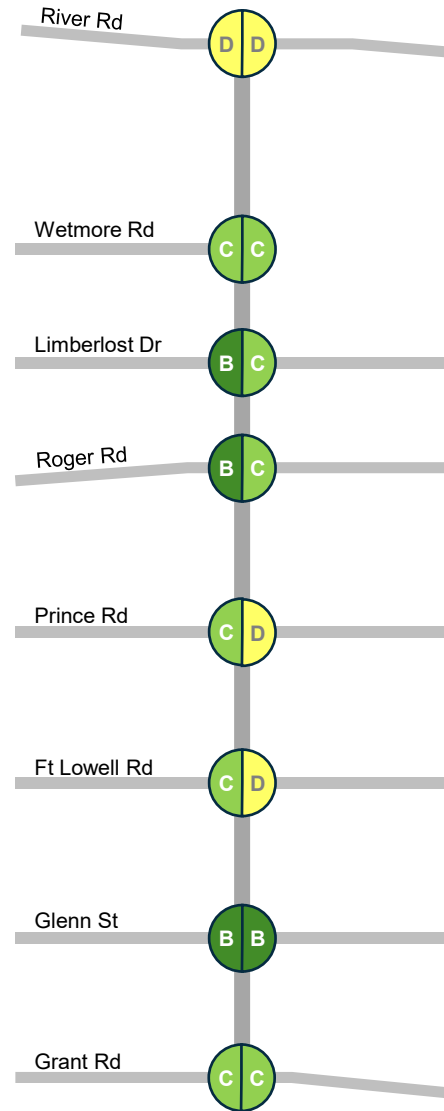 River Rd
D D
Wetmore Rd
C C
Limberlost Dr
B C
Roger Rd
B C
Prince Rd
C D
Ft Lowell Rd
C D
Glenn St
B B
Grant Rd
C C